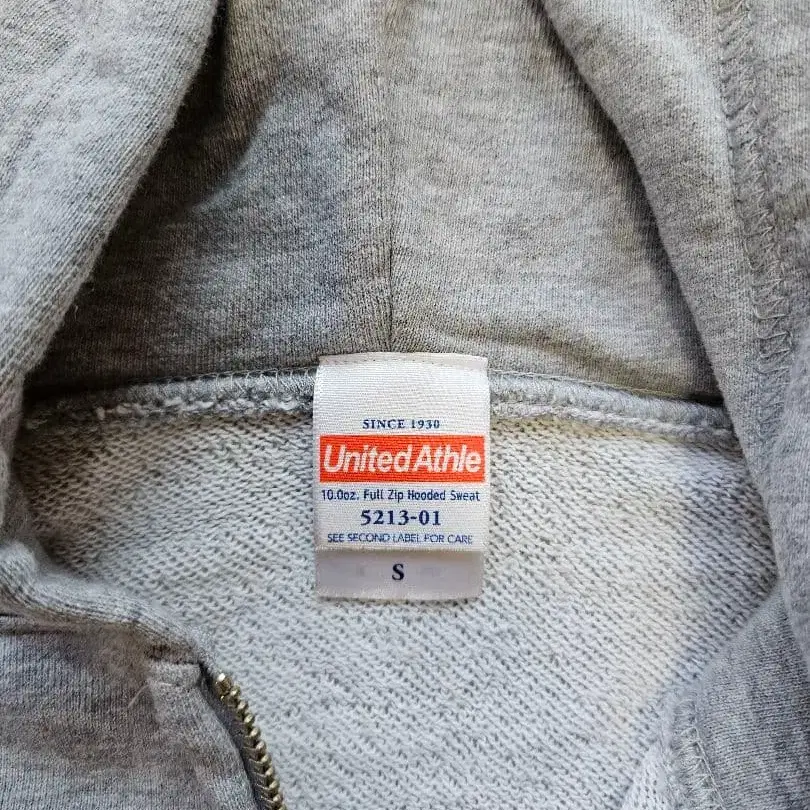 SINCE 1930
United Athle
10.0oz. Full Zip Hooded Sweat
5213-01
SEE SECOND LABEL FOR CARE
S